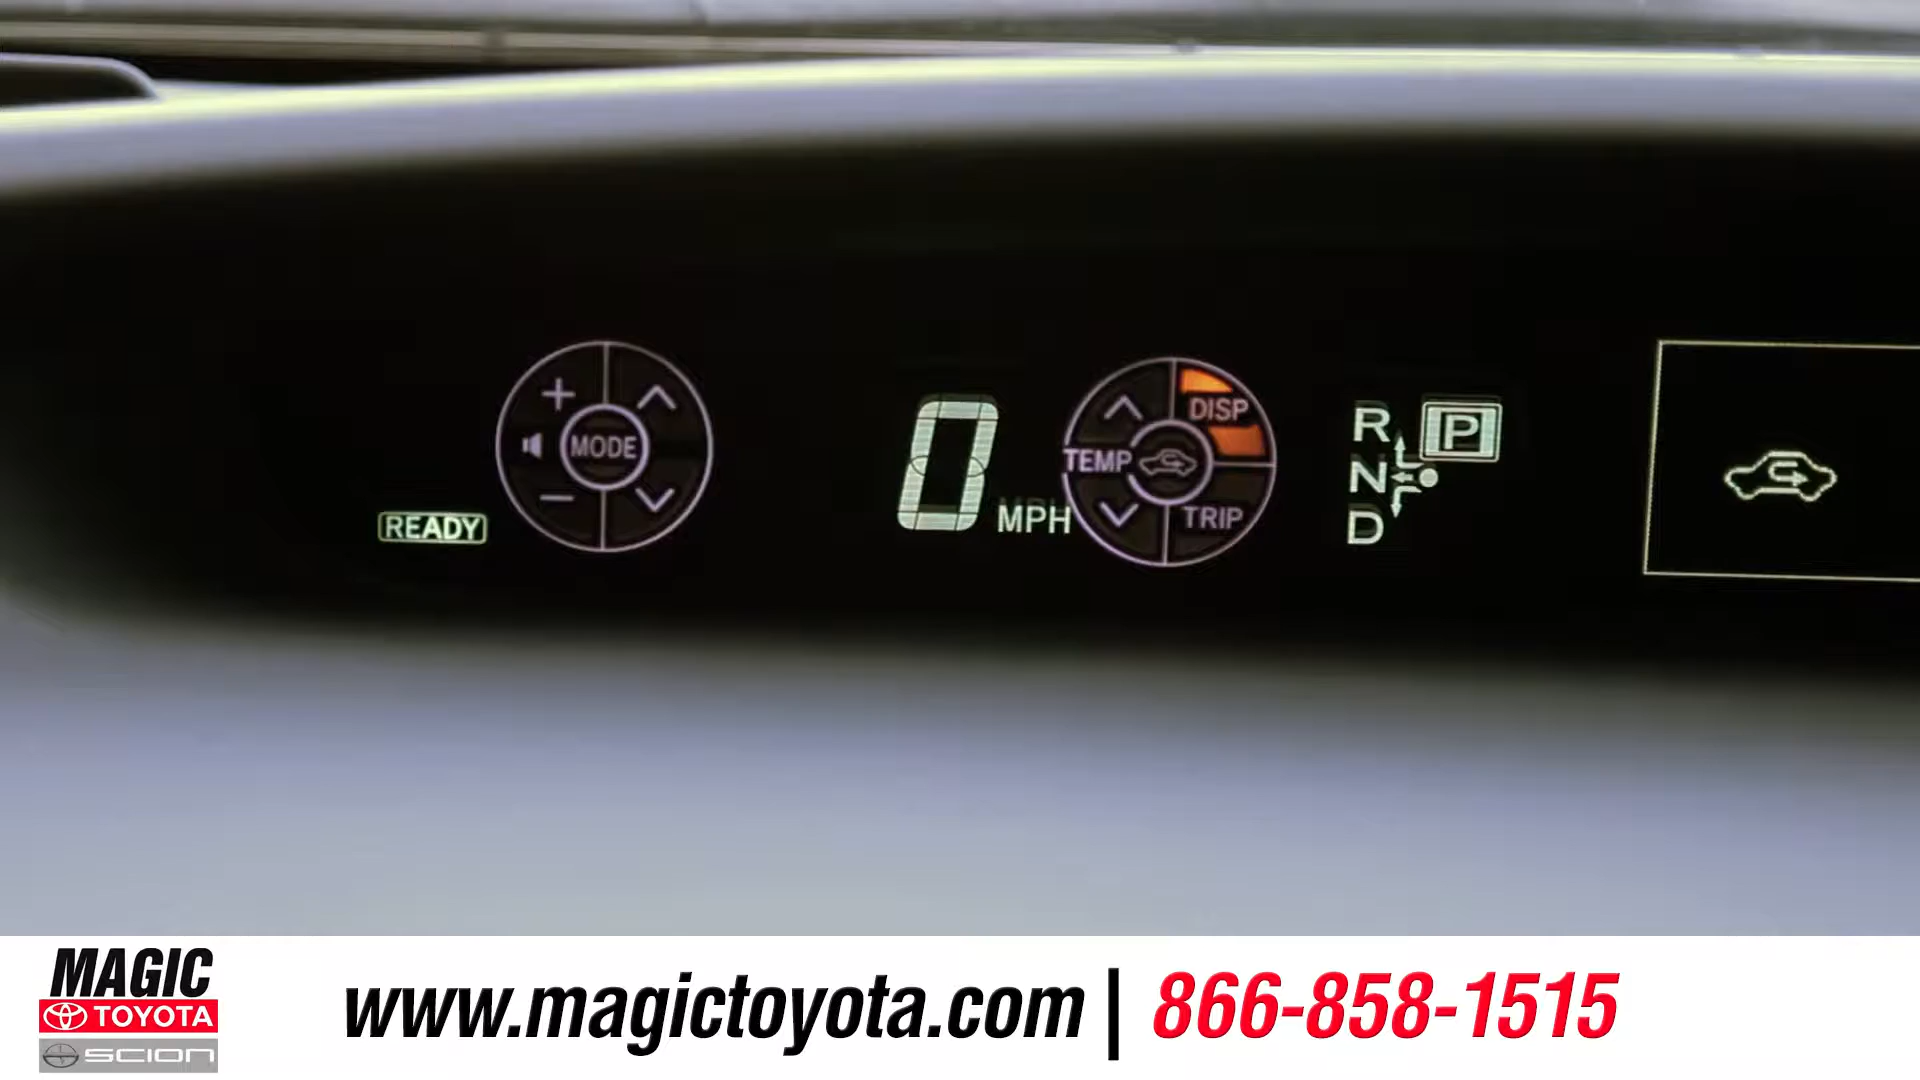 +
MODE
−
READY
0 MPH
DISP
TEMP
TRIP
R P
N
D
MAGIC
TOYOTA
SCION
www.magictoyota.com | 866-858-1515